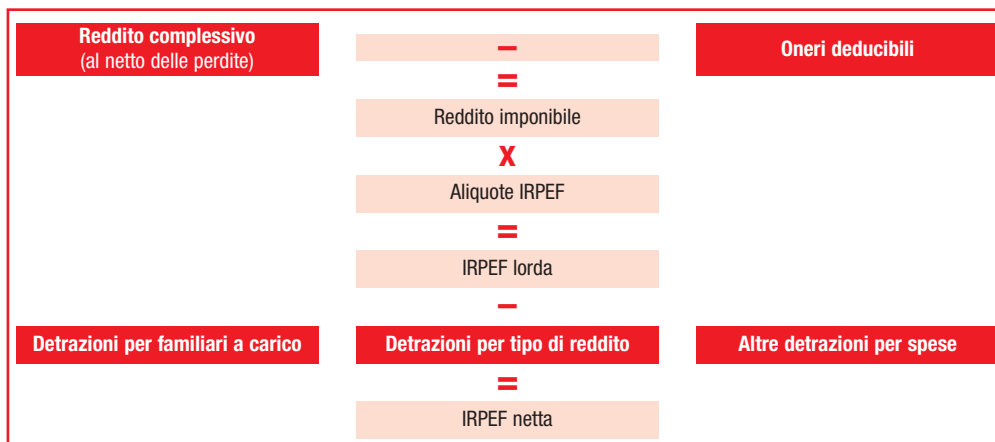 Reddito complessivo
(al netto delle perdite)
–
Oneri deducibili
=
Reddito imponibile
X
Aliquote IRPEF
=
IRPEF lorda
–
Detrazioni per familiari a carico
Detrazioni per tipo di reddito
Altre detrazioni per spese
=
IRPEF netta